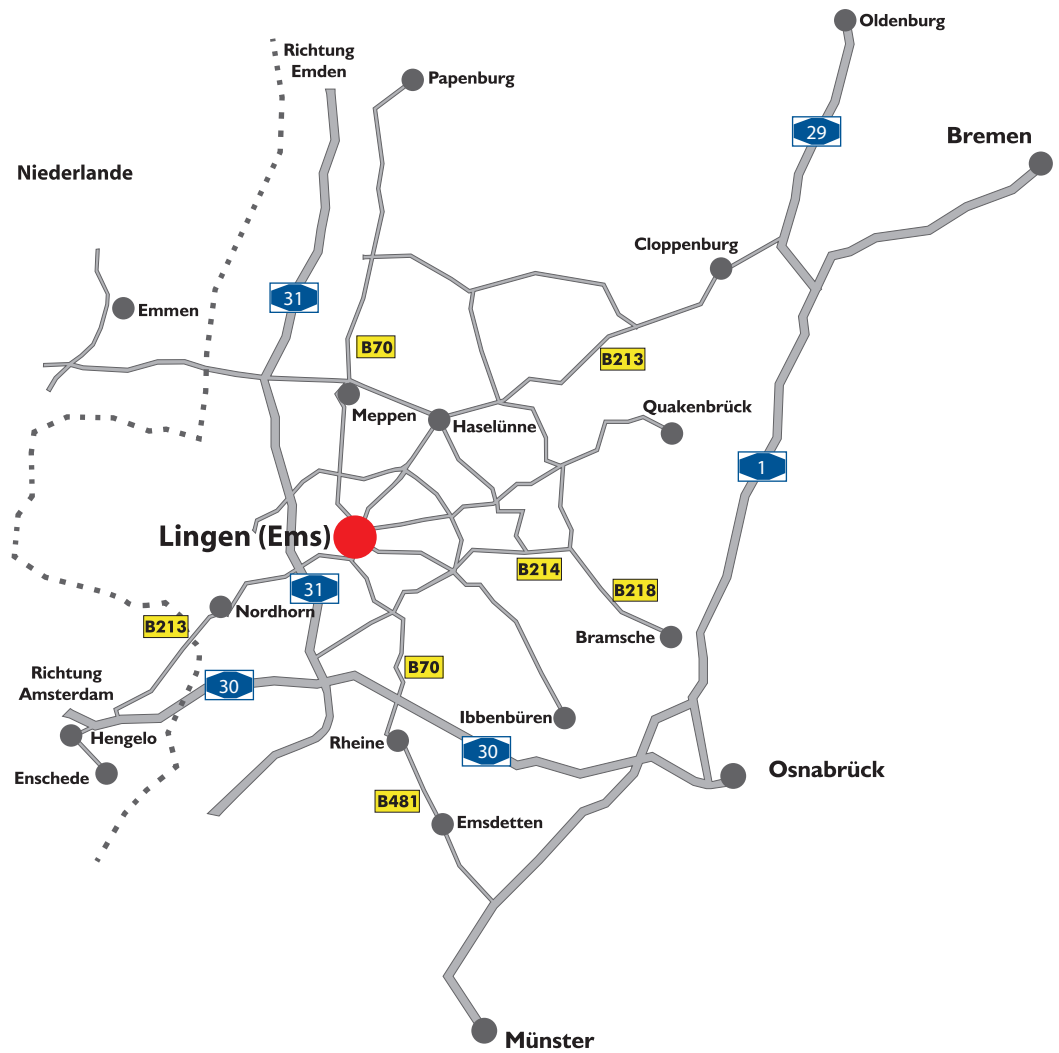 Oldenburg
Richtung
Emden
Papenburg
29
Bremen
Niederlande
Cloppenburg
31
Emmen
B70
B213
Meppen
Haselünne
Quakenbrück
1
Lingen (Ems)
B214
31
B218
Nordhorn
B213
Bramsche
Richtung
Amsterdam
B70
30
Ibbenbüren
Hengelo
Rheine
30
Enschede
Osnabrück
B481
Emsdetten
Münster